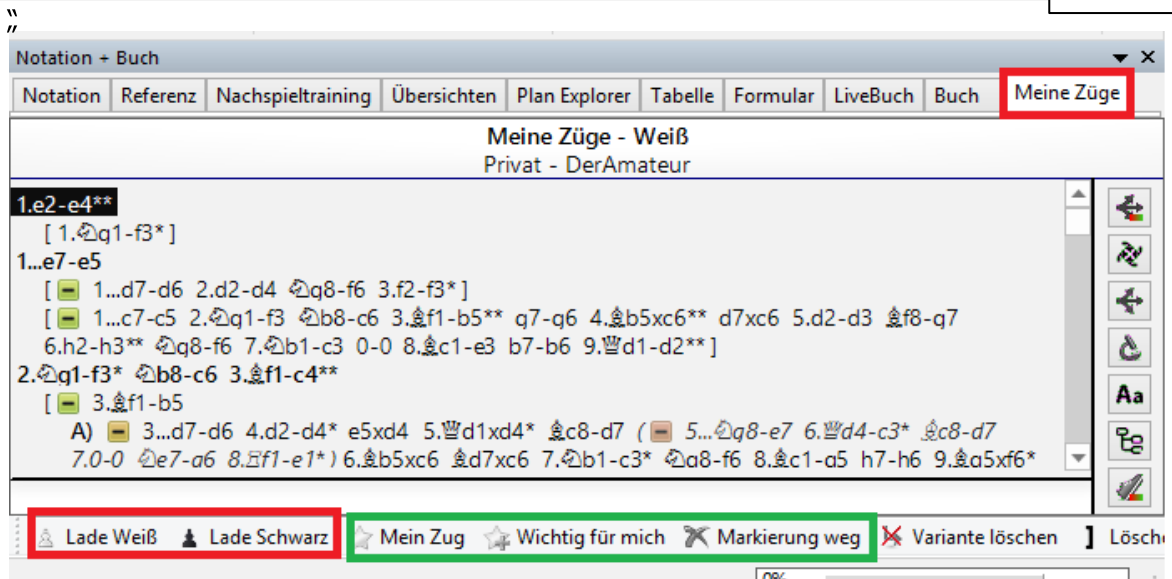 “
„
Notation + Buch
Notation Referenz Nachspieltraining Übersichten Plan Explorer Tabelle Formular LiveBuch Buch Meine Züge
Meine Züge - Weiß
Privat - DerAmateur
1.e2-e4**
[ 1.♘g1-f3* ]
1...e7-e5
[ 1...d7-d6 2.d2-d4 ♘g8-f6 3.f2-f3* ]
[ 1...c7-c5 2.♘g1-f3 ♘b8-c6 3.♗f1-b5** g7-g6 4.♗b5xc6** d7xc6 5.d2-d3 ♗f8-g7
6.h2-h3** ♘g8-f6 7.♘b1-c3 0-0 8.♗c1-e3 b7-b6 9.♕d1-d2** ]
2.♘g1-f3* ♘b8-c6 3.♗f1-c4**
[ 3.♗f1-b5
A) 3...d7-d6 4.d2-d4* e5xd4 5.♕d1xd4* ♗c8-d7 ( 5...♘g8-e7 6.♕d4-c3* ♗c8-d7
7.0-0 ♘e7-g6 8.♖f1-e1* ) 6.♗b5xc6 ♗d7xc6 7.♘b1-c3* ♘g8-f6 8.♗c1-g5 h7-h6 9.♗g5xf6*
Aa
Lade Weiß Lade Schwarz Mein Zug Wichtig für mich Markierung weg Variante löschen ] Lösch
0%